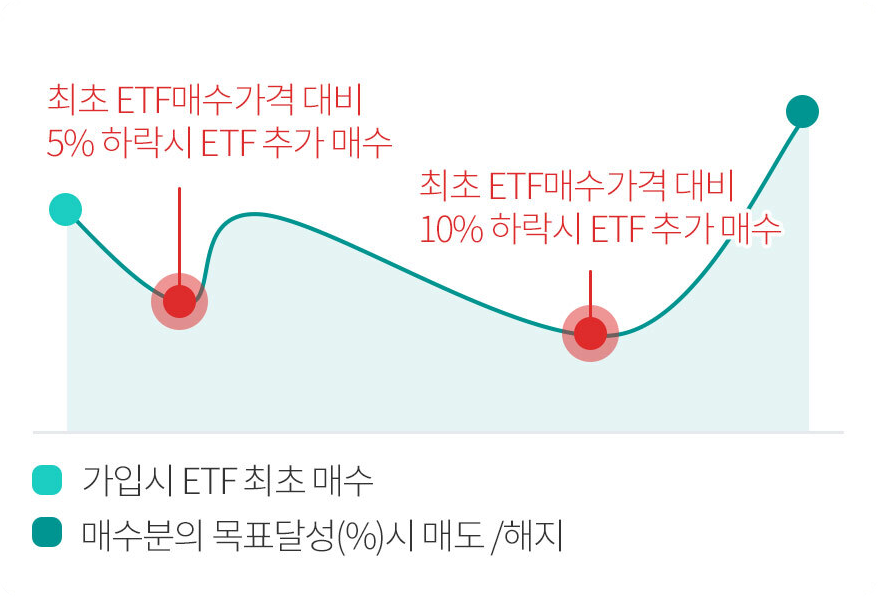 최초 ETF매수가격 대비
5% 하락시 ETF 추가 매수
최초 ETF매수가격 대비
10% 하락시 ETF 추가 매수
가입시 ETF 최초 매수
매수분의 목표달성(%)시 매도 /해지